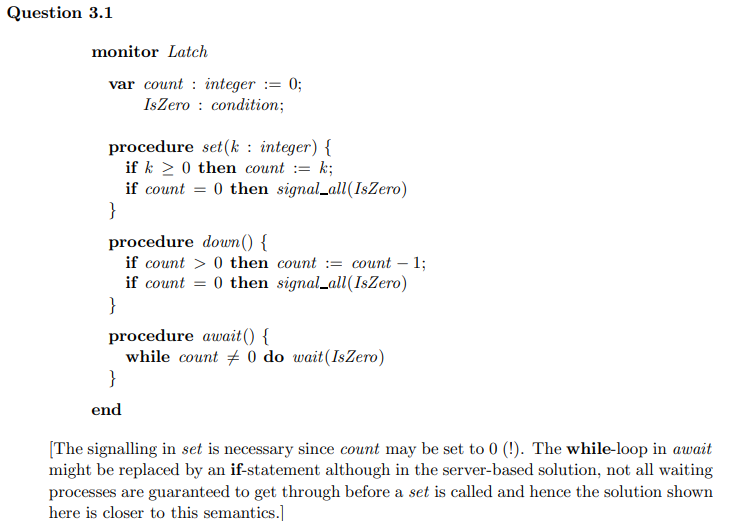 Question 3.1
monitor Latch
var count : integer := 0;
IsZero : condition;
procedure set(k : integer) {
if k ≥ 0 then count := k;
if count = 0 then signal_all(IsZero)
}
procedure down() {
if count > 0 then count := count − 1;
if count = 0 then signal_all(IsZero)
}
procedure await() {
while count ≠ 0 do wait(IsZero)
}
end
[The signalling in set is necessary since count may be set to 0 (!). The while-loop in await
might be replaced by an if-statement although in the server-based solution, not all waiting
processes are guaranteed to get through before a set is called and hence the solution shown
here is closer to this semantics.]